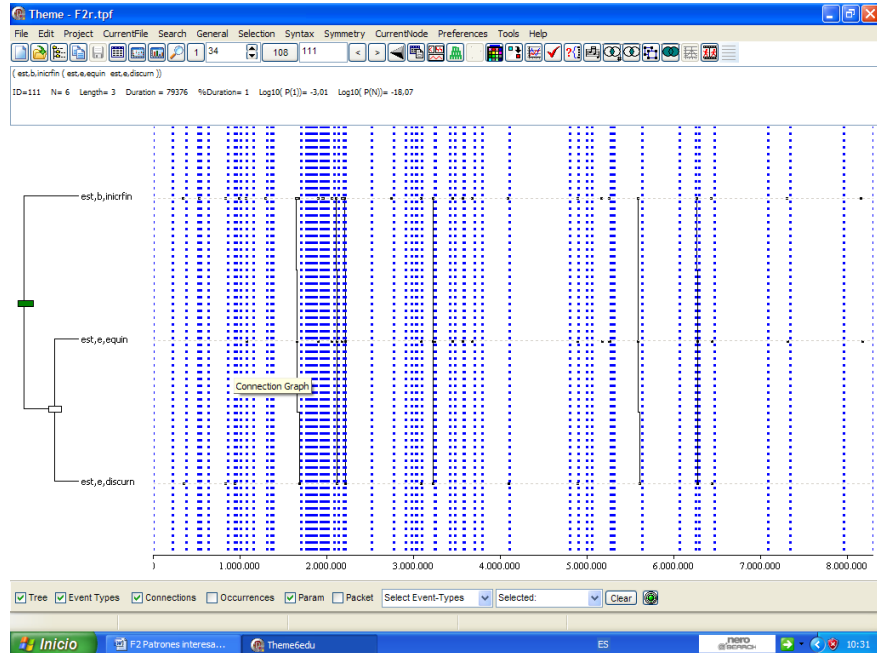 Theme - F2r.tpf
File Edit Project CurrentFile Search General Selection Syntax Symmetry CurrentNode Preferences Tools Help
1 34 108 111 < >
( est,b,inicrfin ( est,e,equin est,e,discurn ))
ID=111 N= 6 Length= 3 Duration = 79376 %Duration= 1 Log10( P(1))= -3,01 Log10( P(N))= -18,07
est,b,inicrfin
est,e,equin
Connection Graph
est,e,discurn
) 1.000.000 2.000.000 3.000.000 4.000.000 5.000.000 6.000.000 7.000.000 8.000.000
Tree Event Types Connections Occurrences Param Packet Select Event-Types Selected: Clear
Inicio F2 Patrones interesa... Theme6edu ES nero SEARCH 10:31